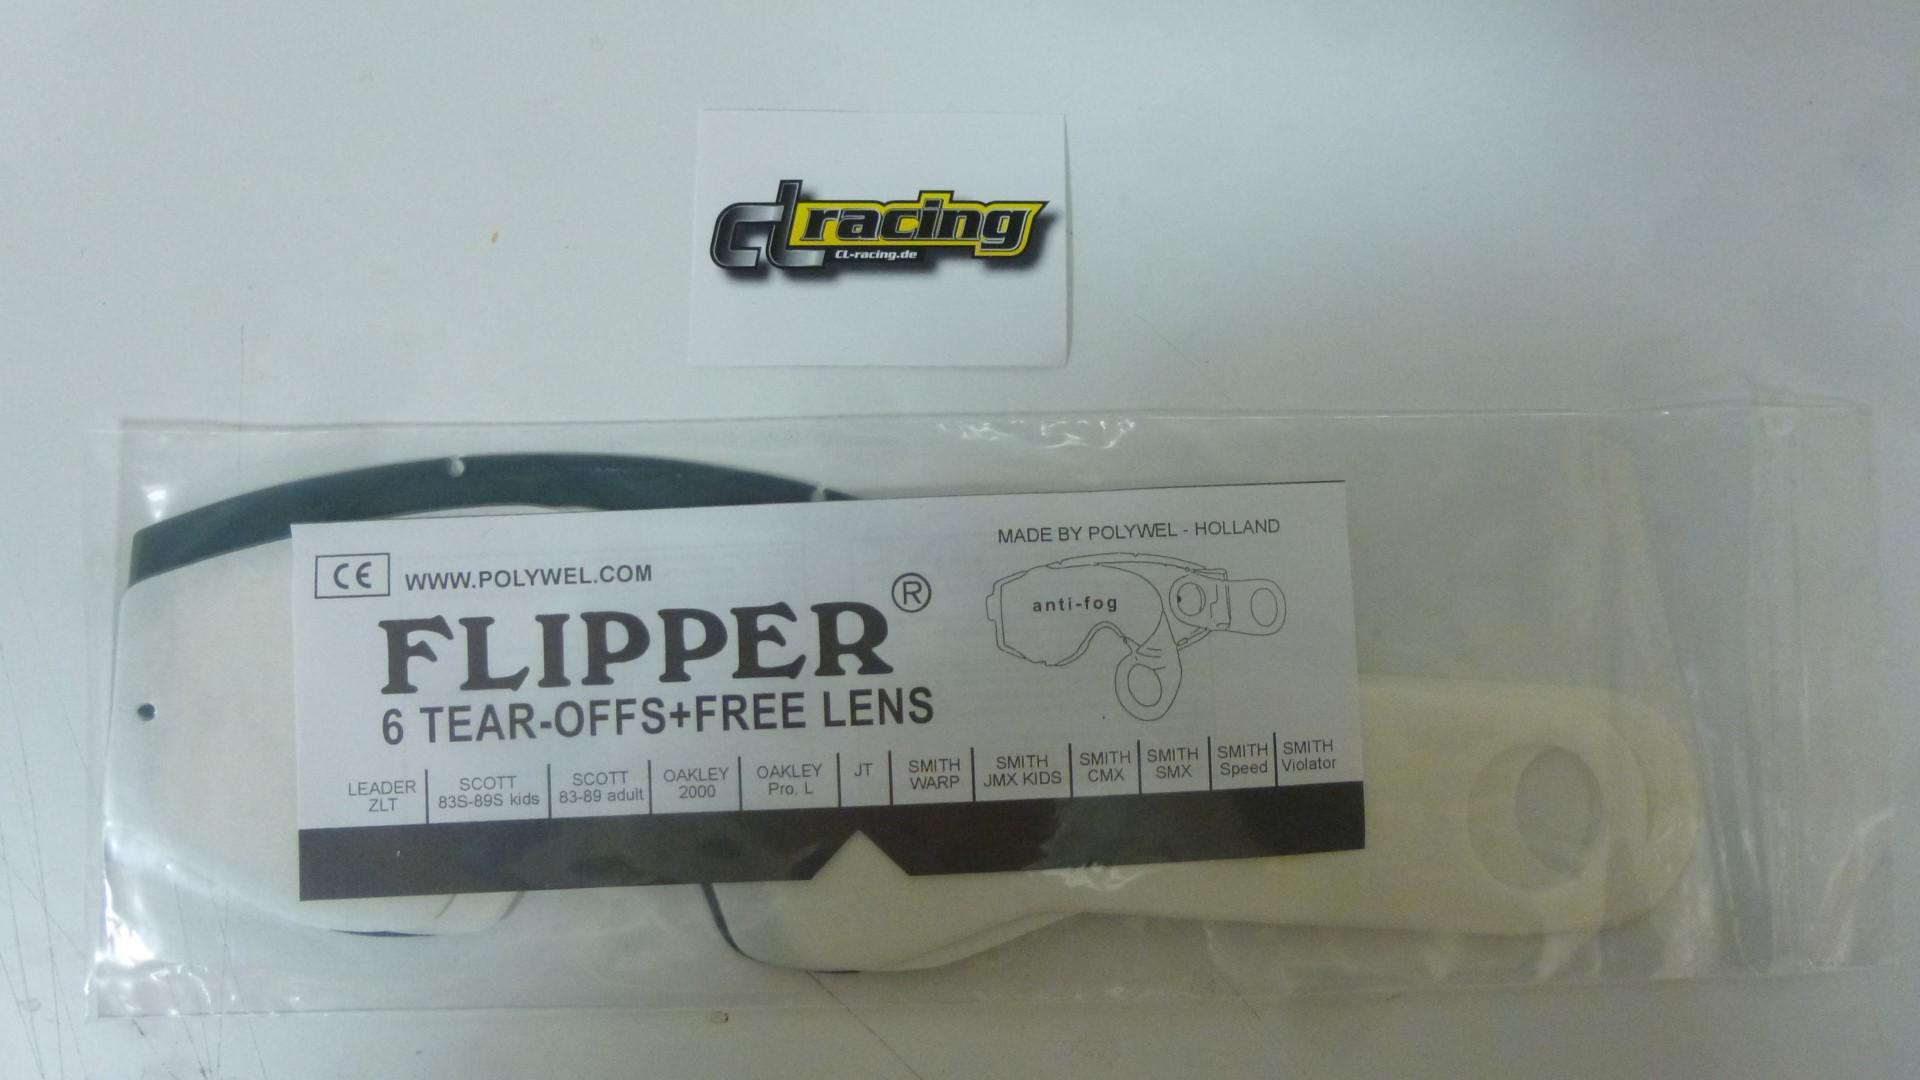 CL racing
CL-racing.de
MADE BY POLYWEL - HOLLAND
CE WWW.POLYWEL.COM
FLIPPER®
anti-fog
6 TEAR-OFFS+FREE LENS
LEADER ZLT
SCOTT 83S-89S kids
SCOTT 83-89 adult
OAKLEY 2000
OAKLEY Pro. L
JT
SMITH WARP
SMITH JMX KIDS
SMITH CMX
SMITH SMX
SMITH Speed
SMITH Violator